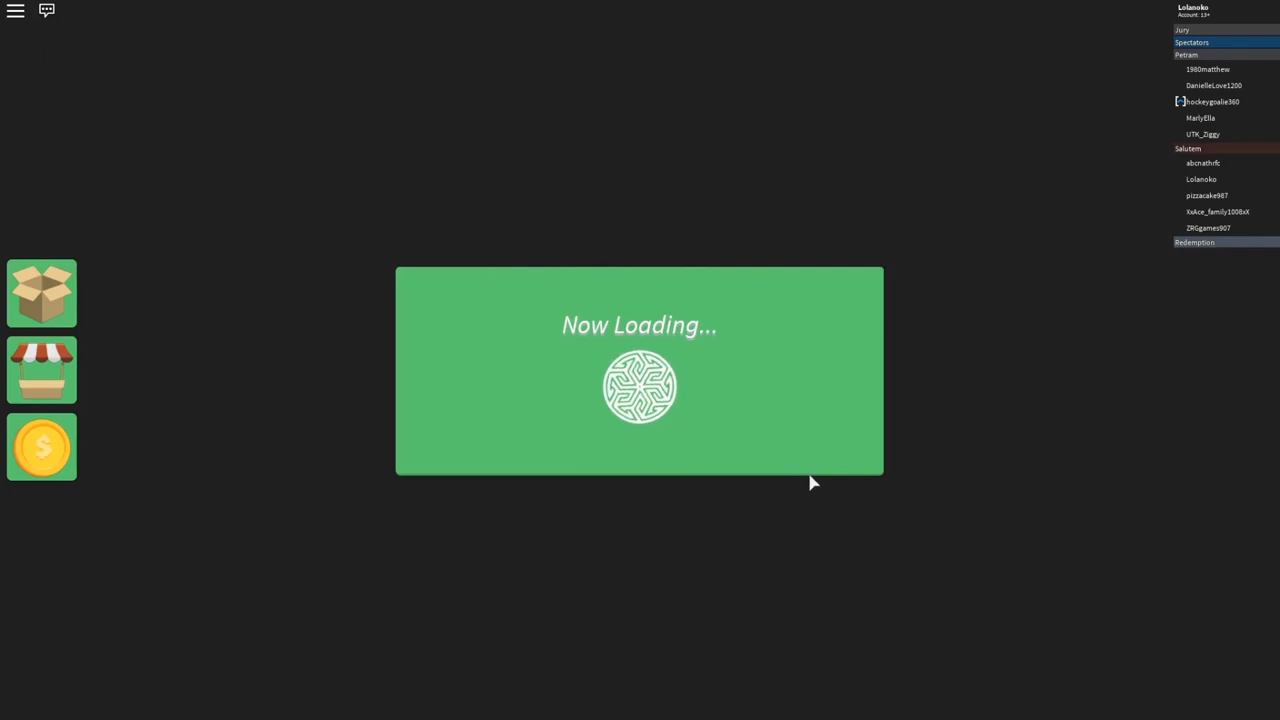 Lolanoko
Account: 13+
Jury
Spectators
Petram
1980matthew
DanielleLove1200
hockeygoalie360
MarlyElla
UTK_Ziggy
Salutem
abcnathrfc
Lolanoko
pizzacake987
XxAce_family1008xX
ZRGgames907
Redemption
Now Loading...
$